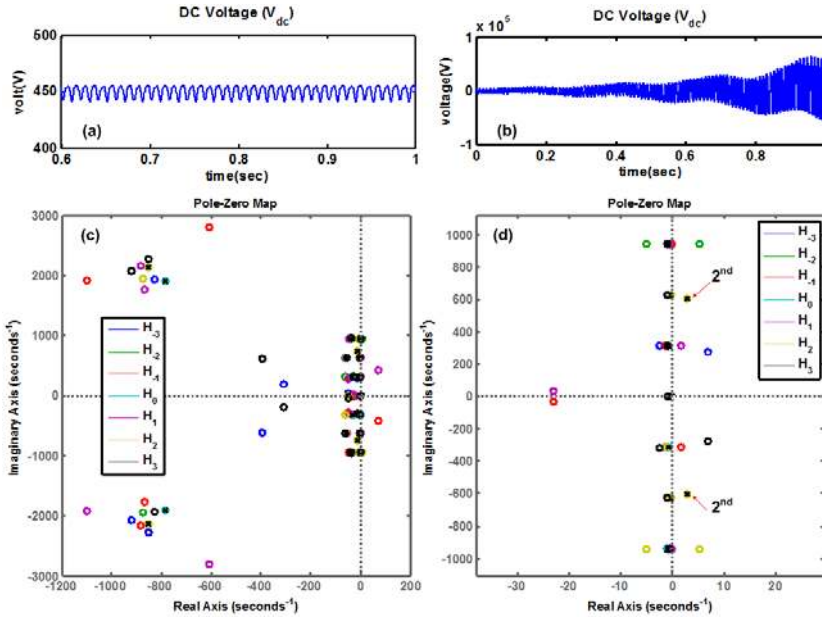 DC Voltage (Vdc)
500
450
400
volt(V)
(a)
0.6 0.7 0.8 0.9 1
time(sec)
DC Voltage (Vdc)
x 10^5
1
0
-1
voltage(V)
(b)
0 0.2 0.4 0.6 0.8
time(sec)
Pole-Zero Map
(c)
3000
2000
1000
0
-1000
-2000
-3000
Imaginary Axis (seconds-1)
H-3
H-2
H-1
H0
H1
H2
H3
-1200 -1000 -800 -600 -400 -200 0 200
Real Axis (seconds-1)
Pole-Zero Map
(d)
1000
800
600
400
200
0
-200
-400
-600
-800
-1000
Imaginary Axis (seconds-1)
H-3
H-2
H-1
H0
H1
H2
H3
2nd
2nd
-30 -20 -10 0 10 20
Real Axis (seconds-1)